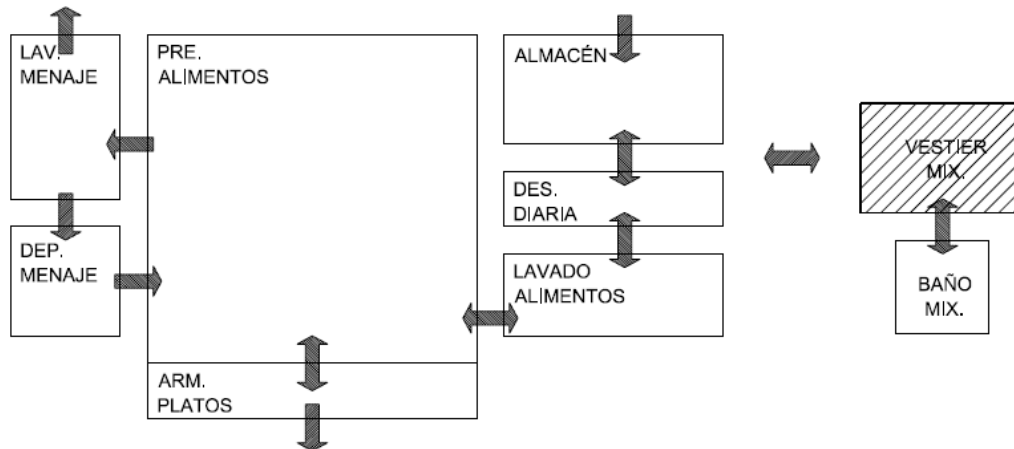 LAV.
MENAJE
PRE.
ALIMENTOS
ALMACÉN
VESTIER
MIX.
DES.
DIARIA
DEP.
MENAJE
LAVADO
ALIMENTOS
BAÑO
MIX.
ARM.
PLATOS